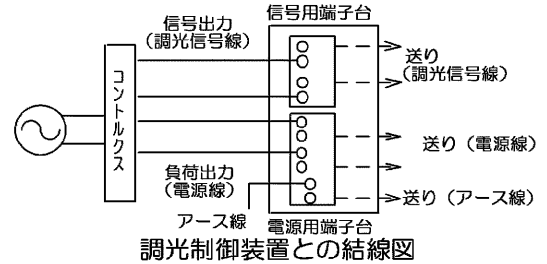 信号出力
（調光信号線）
信号用端子台
送り
（調光信号線）
コントルクス
送り（電源線）
負荷出力
（電源線）
送り（アース線）
アース線
電源用端子台
調光制御装置との結線図